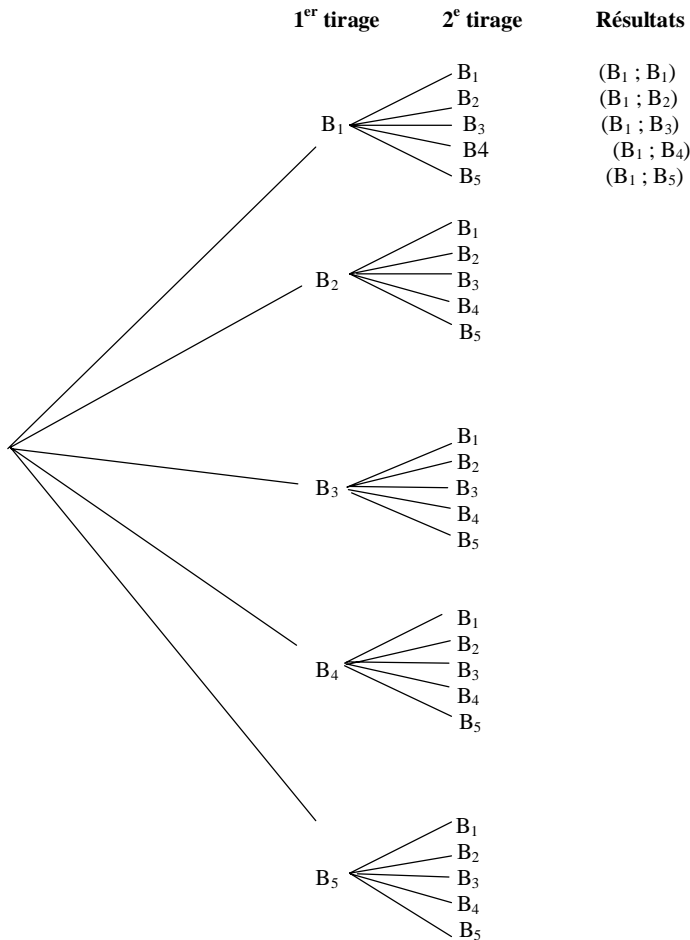 1er tirage 2e tirage Résultats
B1 (B1 ; B1)
B2 (B1 ; B2)
B1 B3 (B1 ; B3)
B4 (B1 ; B4)
B5 (B1 ; B5)
B1
B2
B2 B3
B4
B5
B1
B2
B3 B3
B4
B5
B1
B2
B4 B3
B4
B5
B1
B2
B5 B3
B4
B5